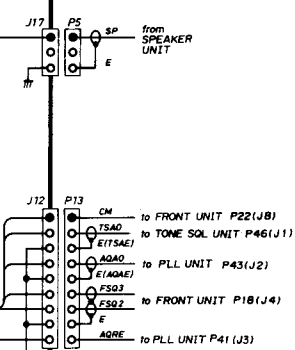 J17 P5
SP from
SPEAKER
UNIT
E
J12 P13
CM to FRONT UNIT P22(J8)
TSAO to TONE SQL UNIT P46(J1)
E(TSAE)
AQAO to PLL UNIT P43(J2)
E(AQAE)
FSQ3
FSQ2 to FRONT UNIT P18(J4)
E
AQRE to PLL UNIT P41(J3)